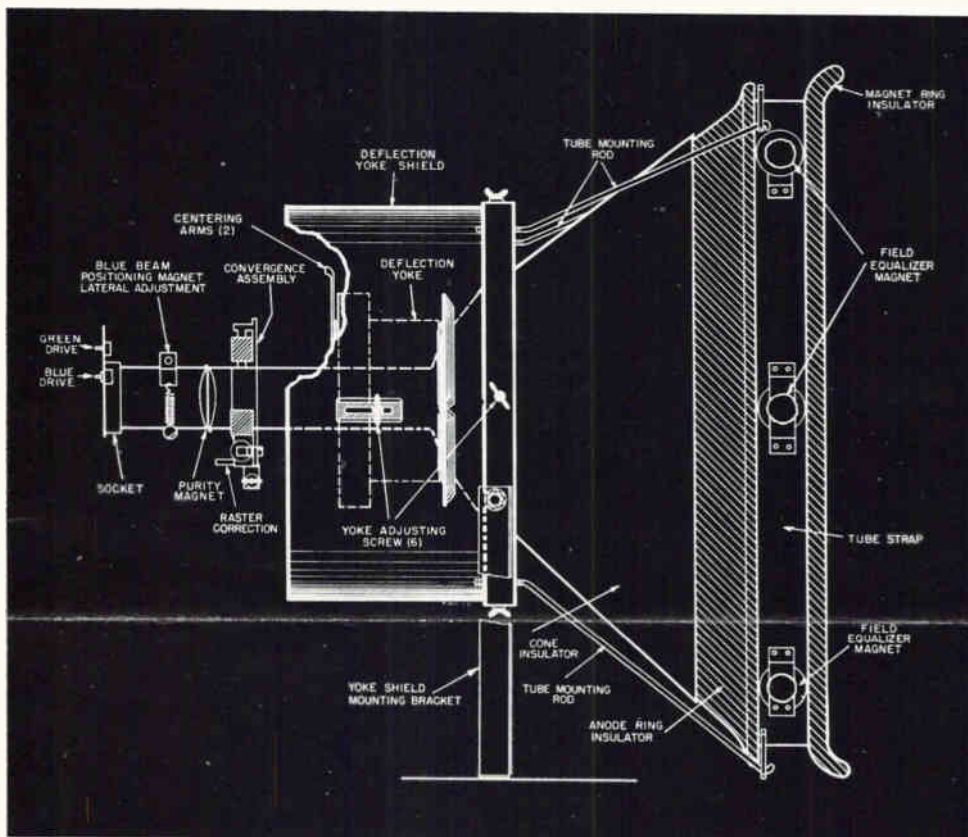 MAGNET RING
INSULATOR
TUBE MOUNTING
ROD
DEFLECTION
YOKE SHIELD
CENTERING
ARMS (2)
FIELD
EQUALIZER
MAGNET
BLUE BEAM
POSITIONING MAGNET
LATERAL ADJUSTMENT
CONVERGENCE
ASSEMBLY
DEFLECTION
YOKE
GREEN
DRIVE
BLUE DRIVE
SOCKET
PURITY
MAGNET
RASTER
CORRECTION
YOKE ADJUSTING
SCREW (6)
TUBE STRAP
CONE
INSULATOR
FIELD
EQUALIZER
MAGNET
YOKE SHIELD
MOUNTING BRACKET
TUBE MOUNTING
ROD
ANODE RING
INSULATOR